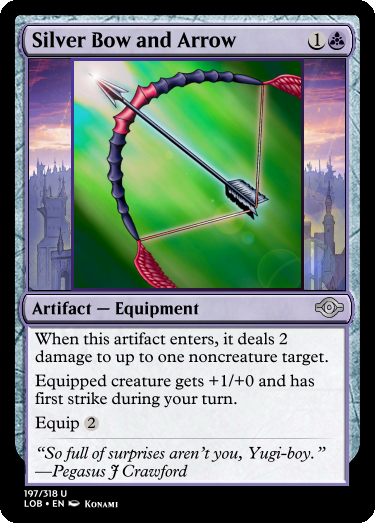 Silver Bow and Arrow 1
Artifact — Equipment
When this artifact enters, it deals 2
damage to up to one noncreature target.
Equipped creature gets +1/+0 and has
first strike during your turn.
Equip 2
“So full of surprises aren’t you, Yugi-boy.”
—Pegasus J Crawford
197/318 U
LOB • EN Konami